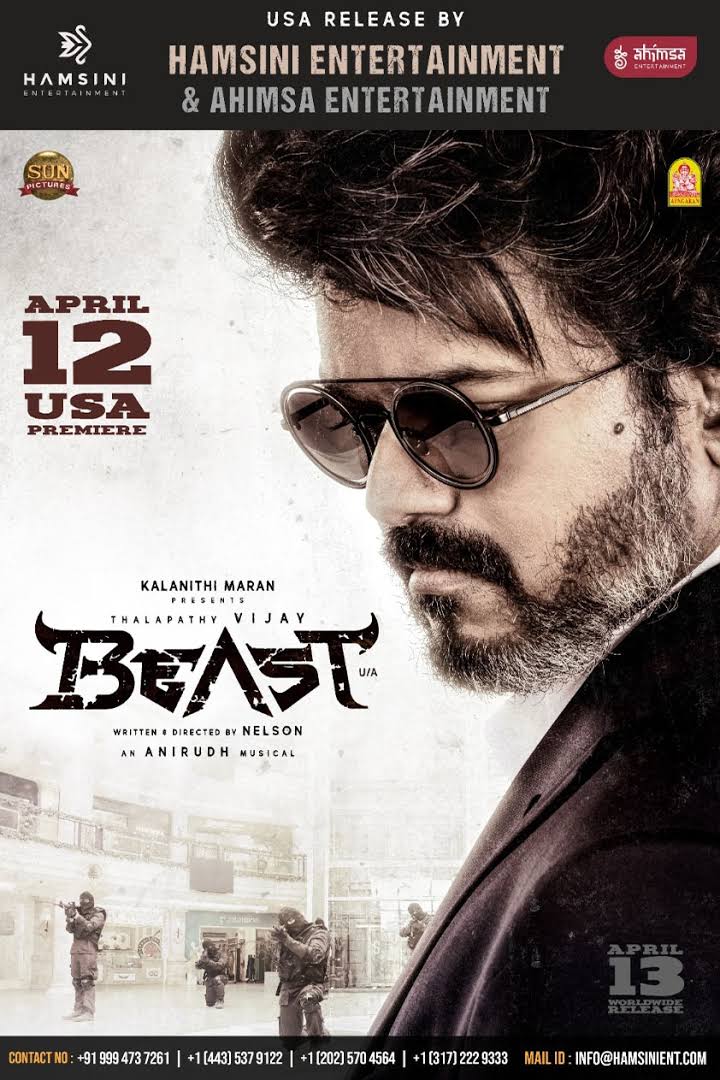 USA RELEASE BY
HAMSINI ENTERTAINMENT
& AHIMSA ENTERTAINMENT
HAMSINI
ENTERTAINMENT
ahimsa
ENTERTAINMENT
SUN
PICTURES
AYNGARAN
APRIL
12
USA
PREMIERE
KALANITHI MARAN
PRESENTS
THALAPATHY VIJAY
BEAST
U/A
WRITTEN & DIRECTED BY NELSON
AN ANIRUDH MUSICAL
APRIL
13
WORLDWIDE
RELEASE
CONTACT NO : +91 999 473 7261 | +1 (443) 537 9122 | +1 (202) 570 4564 | +1 (317) 222 9333 MAIL ID : INFO@HAMSINIENT.COM